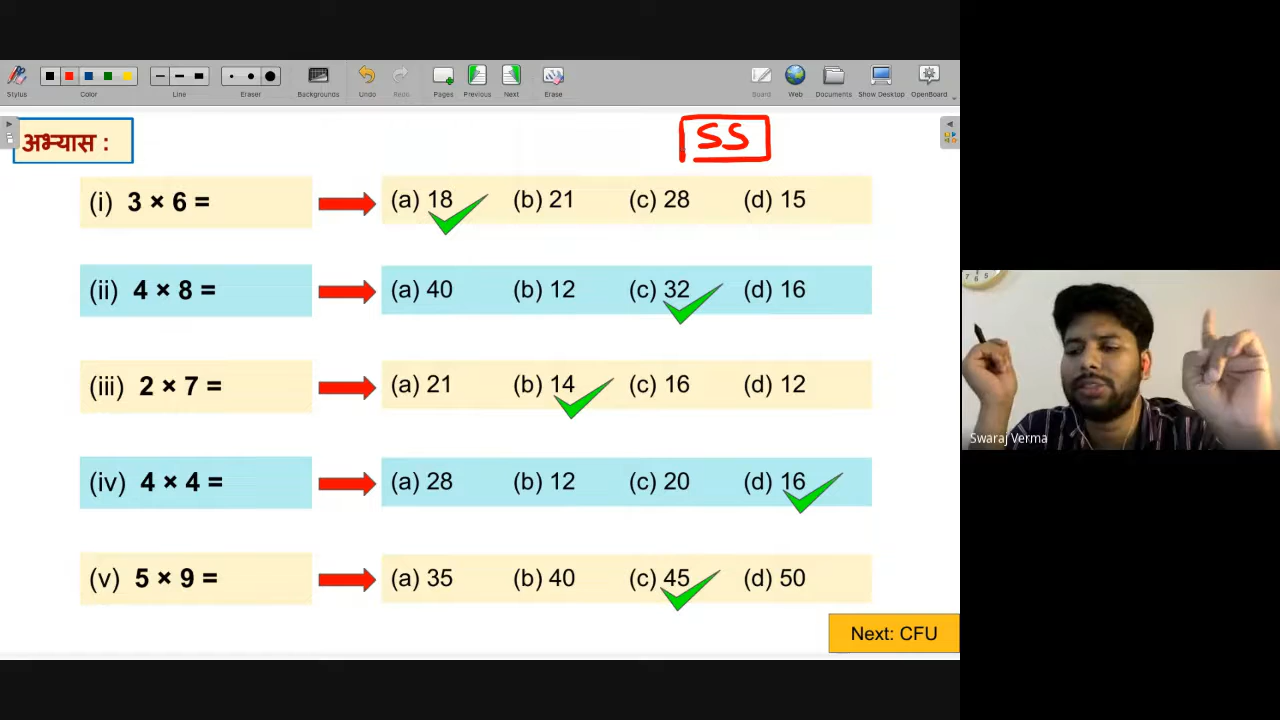 Stylus Color Line Eraser Backgrounds Undo Redo Pages Previous Next Erase Board Web Documents Show Desktop OpenBoard
अभ्यास :
SS
(i) 3 × 6 = (a) 18 (b) 21 (c) 28 (d) 15
(ii) 4 × 8 = (a) 40 (b) 12 (c) 32 (d) 16
(iii) 2 × 7 = (a) 21 (b) 14 (c) 16 (d) 12
(iv) 4 × 4 = (a) 28 (b) 12 (c) 20 (d) 16
(v) 5 × 9 = (a) 35 (b) 40 (c) 45 (d) 50
Next: CFU
Swaraj Verma